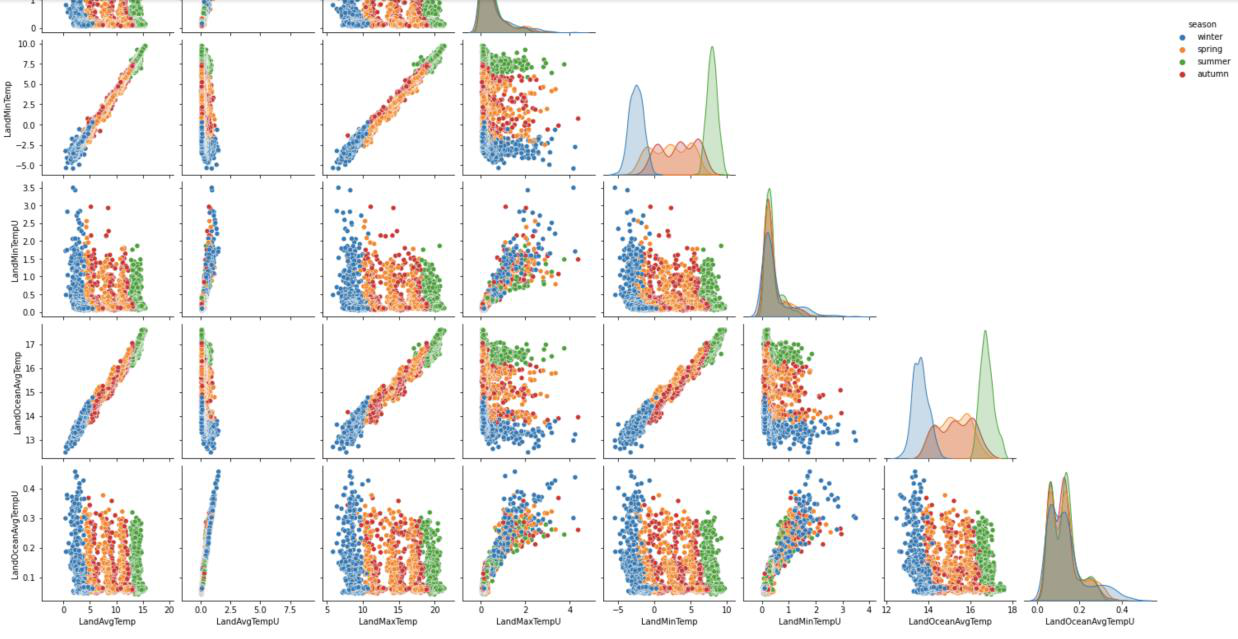 1
0
season
winter
spring
summer
autumn
10.0
7.5
5.0
2.5
0.0
−2.5
−5.0
LandMinTemp
3.5
3.0
2.5
2.0
1.5
1.0
0.5
0.0
LandMinTempU
17
16
15
14
13
LandOceanAvgTemp
0.4
0.3
0.2
0.1
LandOceanAvgTempU
0 5 10 15 20
0.0 2.5 5.0 7.5
5 10 15 20
0 2 4
−5 0 5 10
0 1 2 3 4
12 14 16 18
0.0 0.2 0.4
LandAvgTemp
LandAvgTempU
LandMaxTemp
LandMaxTempU
LandMinTemp
LandMinTempU
LandOceanAvgTemp
LandOceanAvgTempU